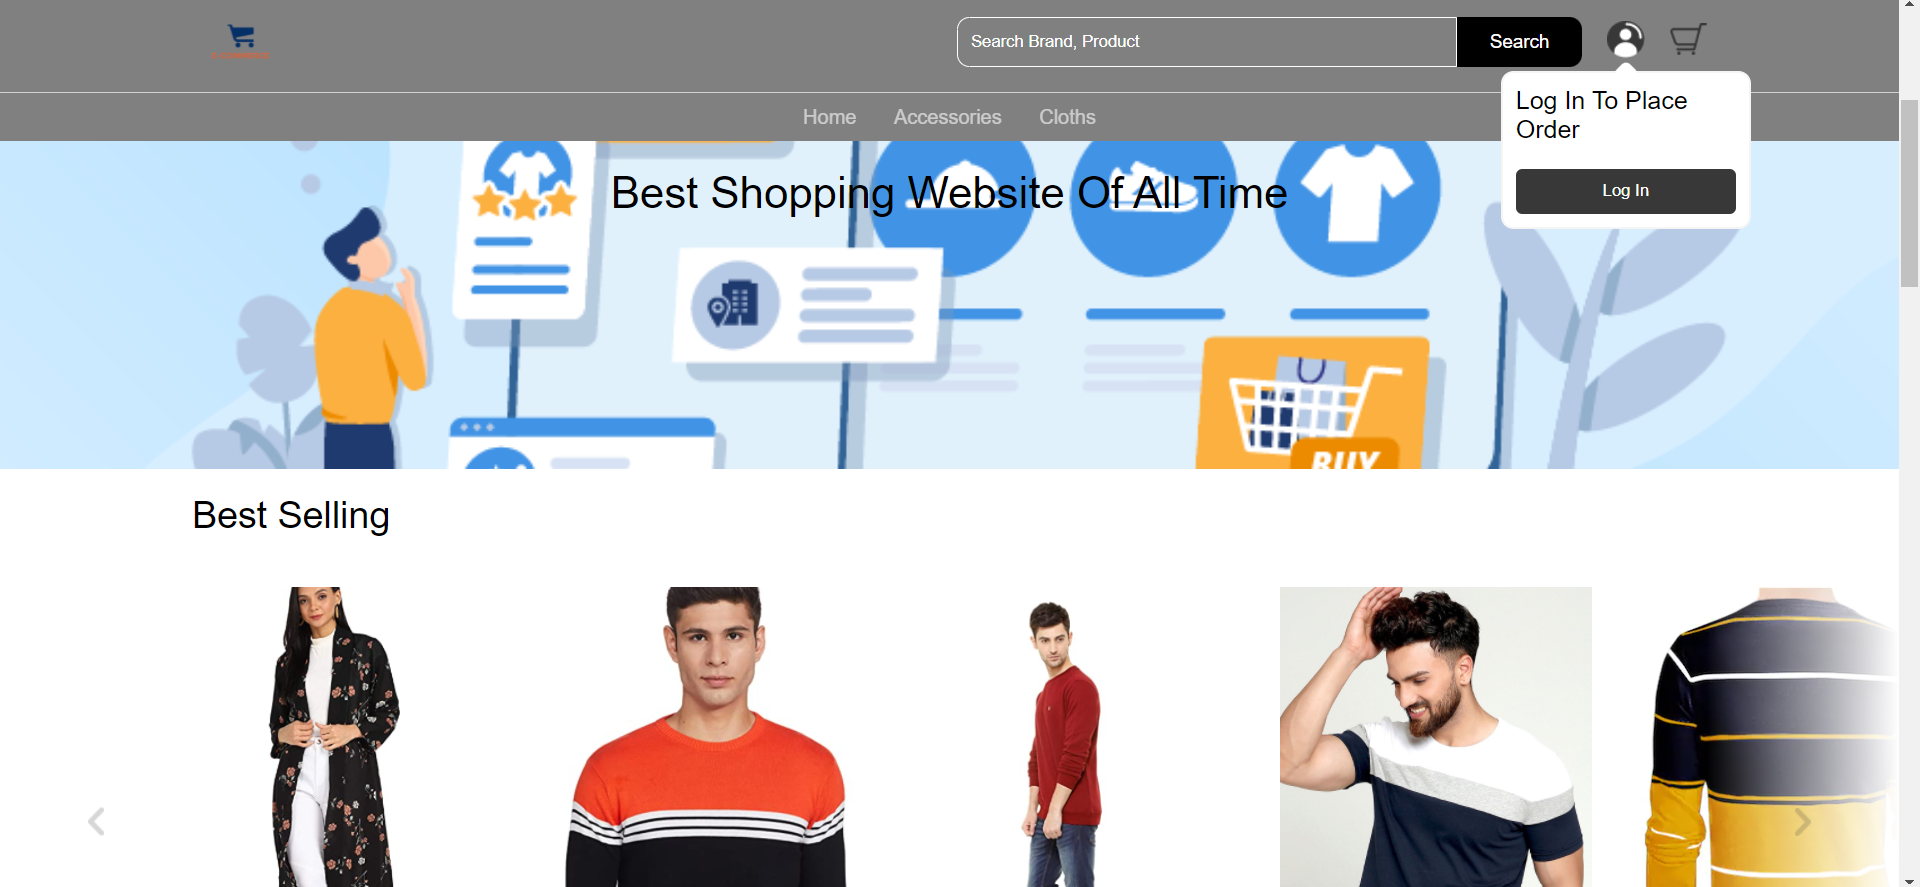 Search Brand, Product
Search
Log In To Place
Order
Log In
Home
Accessories
Cloths
Best Shopping Website Of All Time
BUY
Best Selling